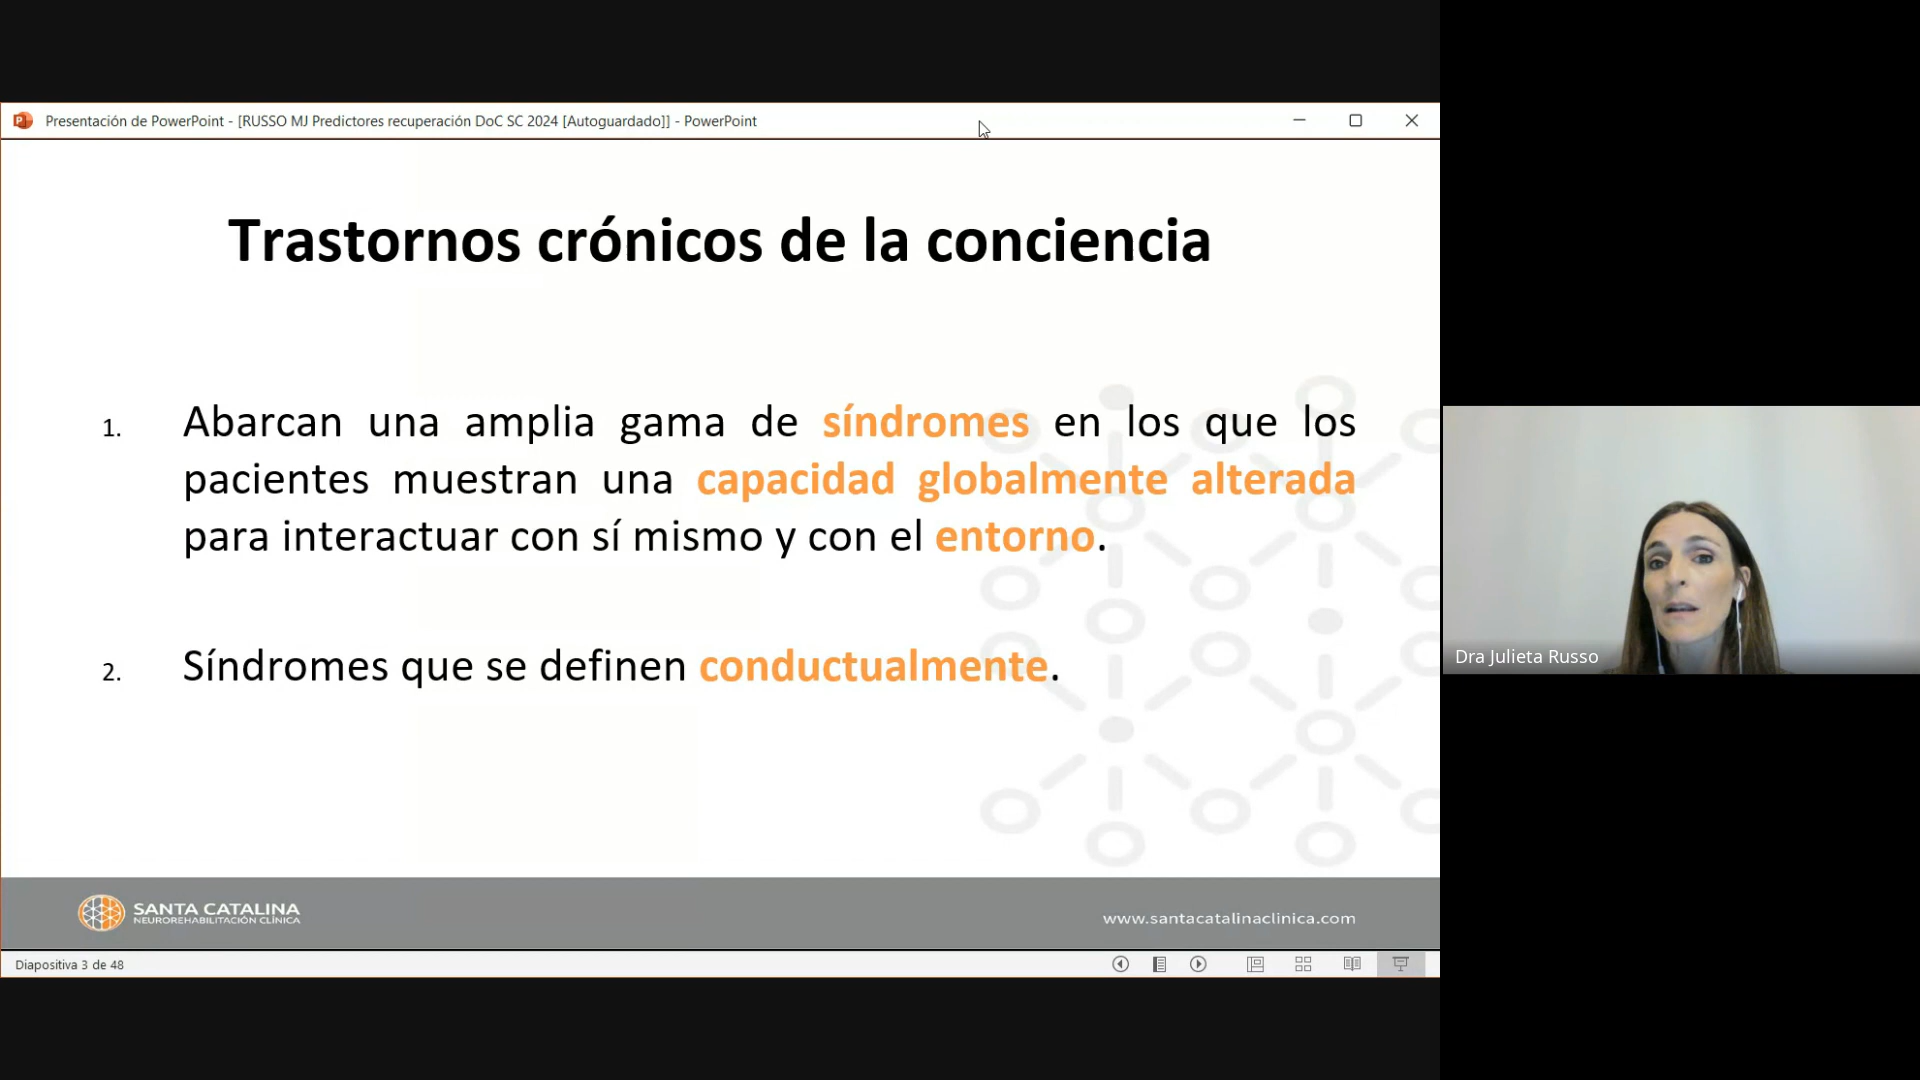 Presentación de PowerPoint - [RUSSO MJ Predictores recuperación DoC SC 2024 [Autoguardado]] - PowerPoint
Trastornos crónicos de la conciencia
1. Abarcan una amplia gama de síndromes en los que los
pacientes muestran una capacidad globalmente alterada
para interactuar con sí mismo y con el entorno.
2. Síndromes que se definen conductualmente.
Dra Julieta Russo
SANTA CATALINA
NEUROREHABILITACIÓN CLÍNICA
www.santacatalinaclinica.com
Diapositiva 3 de 48